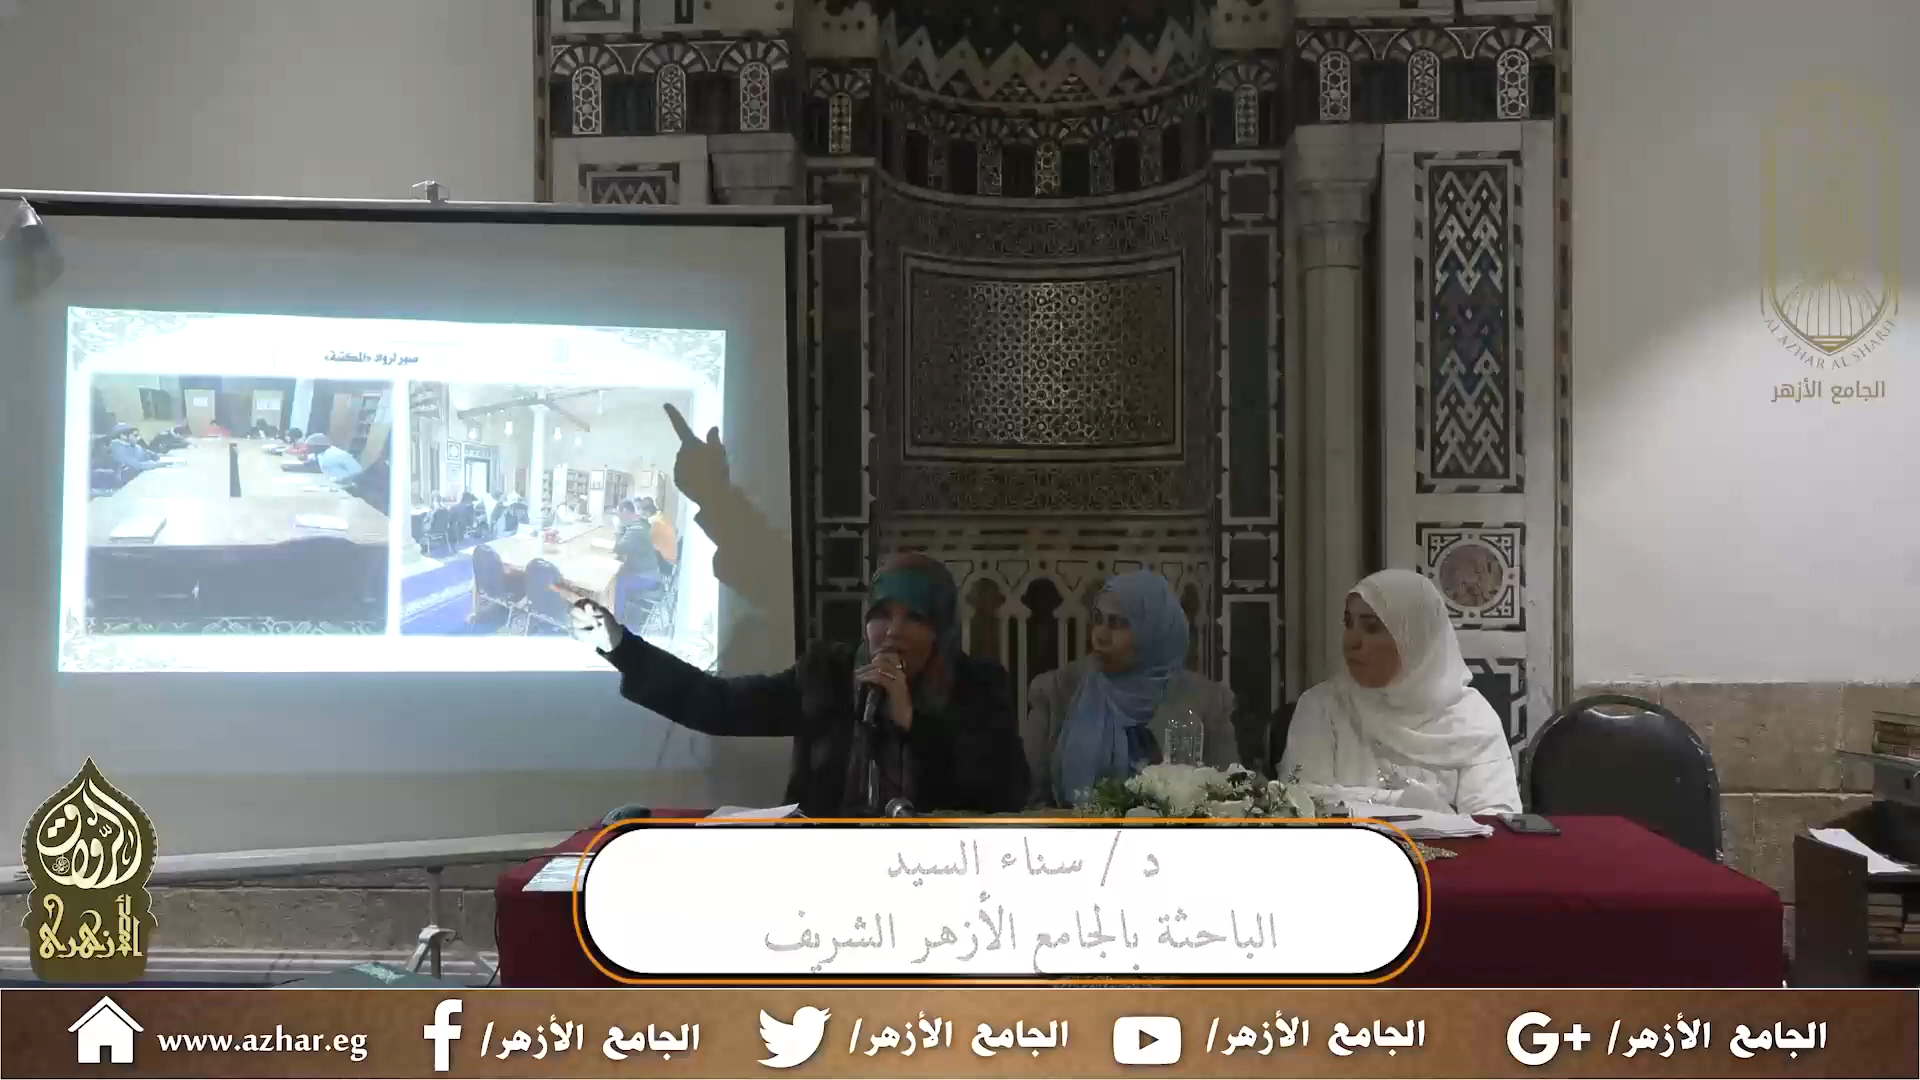 صور لرواد «المكتبة»
AL AZHAR AL SHARIF
الجامع الأزهر
الرواق
الأزهري
د / سناء السيد
الباحثة بالجامع الأزهر الشريف
www.azhar.eg
/الجامع الأزهر
/الجامع الأزهر
/الجامع الأزهر
G+ /الجامع الأزهر